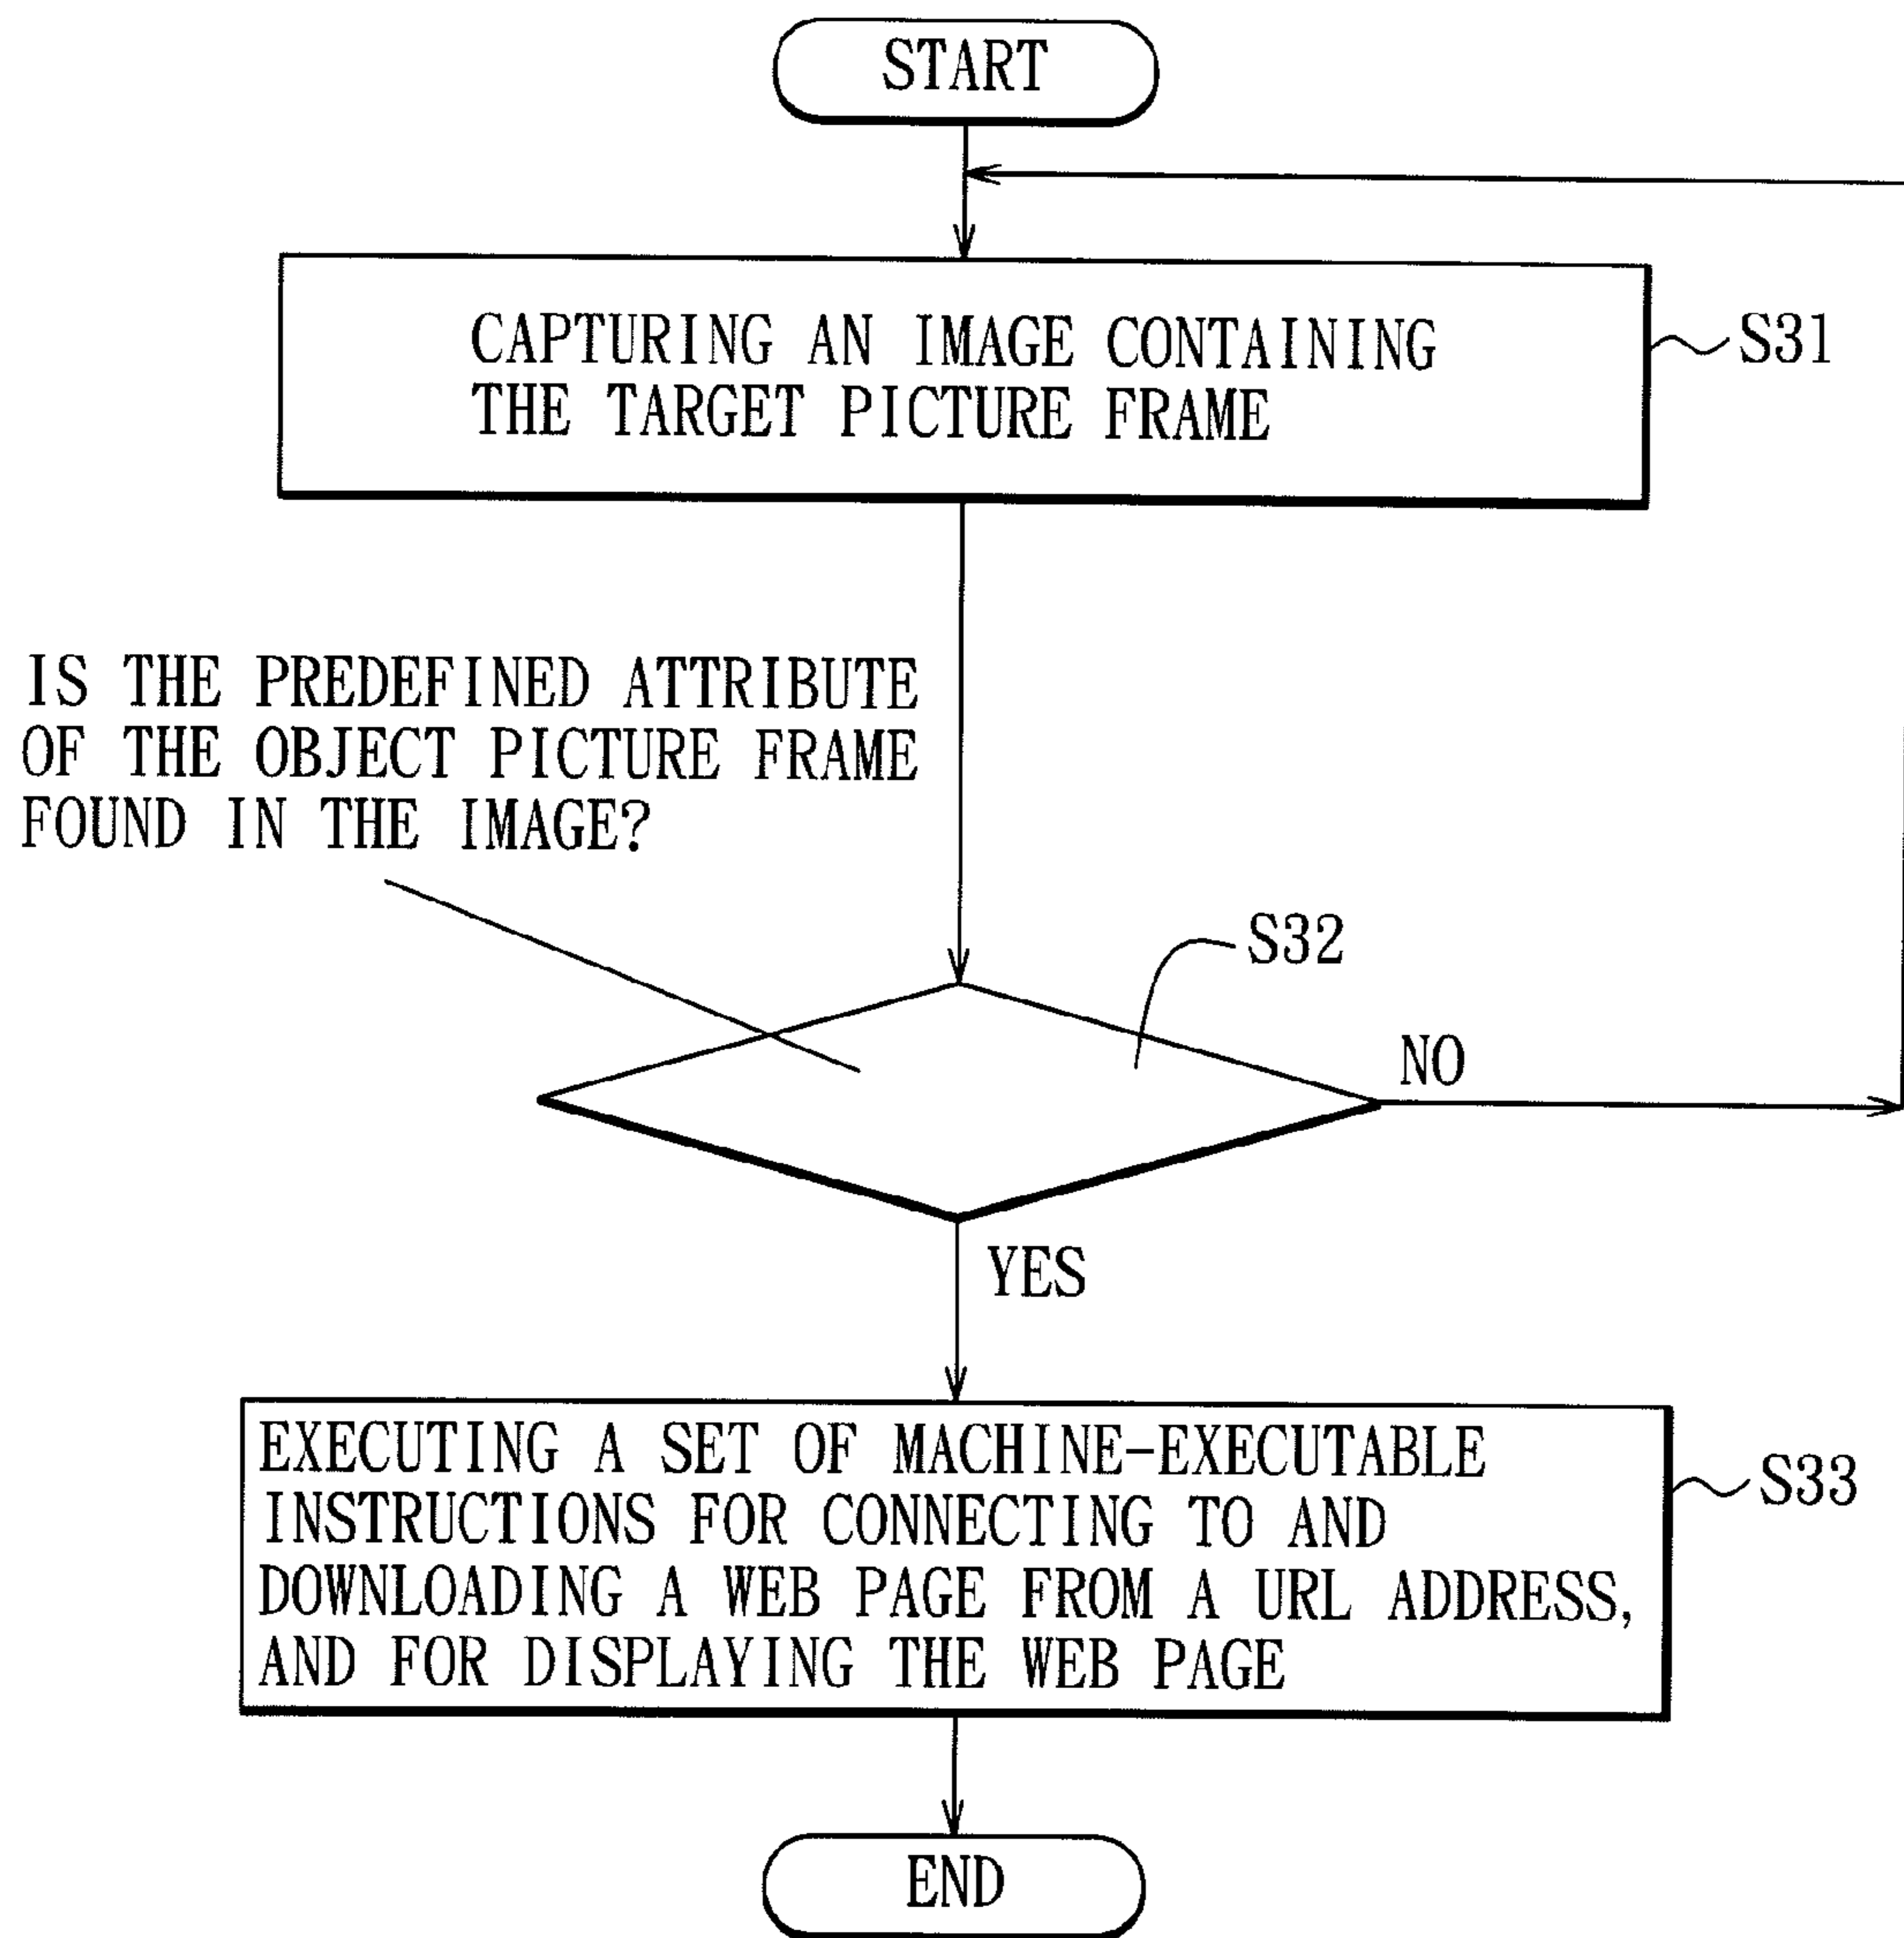 START
CAPTURING AN IMAGE CONTAINING
THE TARGET PICTURE FRAME
S31
IS THE PREDEFINED ATTRIBUTE
OF THE OBJECT PICTURE FRAME
FOUND IN THE IMAGE?
S32
NO
YES
EXECUTING A SET OF MACHINE-EXECUTABLE
INSTRUCTIONS FOR CONNECTING TO AND
DOWNLOADING A WEB PAGE FROM A URL ADDRESS,
AND FOR DISPLAYING THE WEB PAGE
S33
END